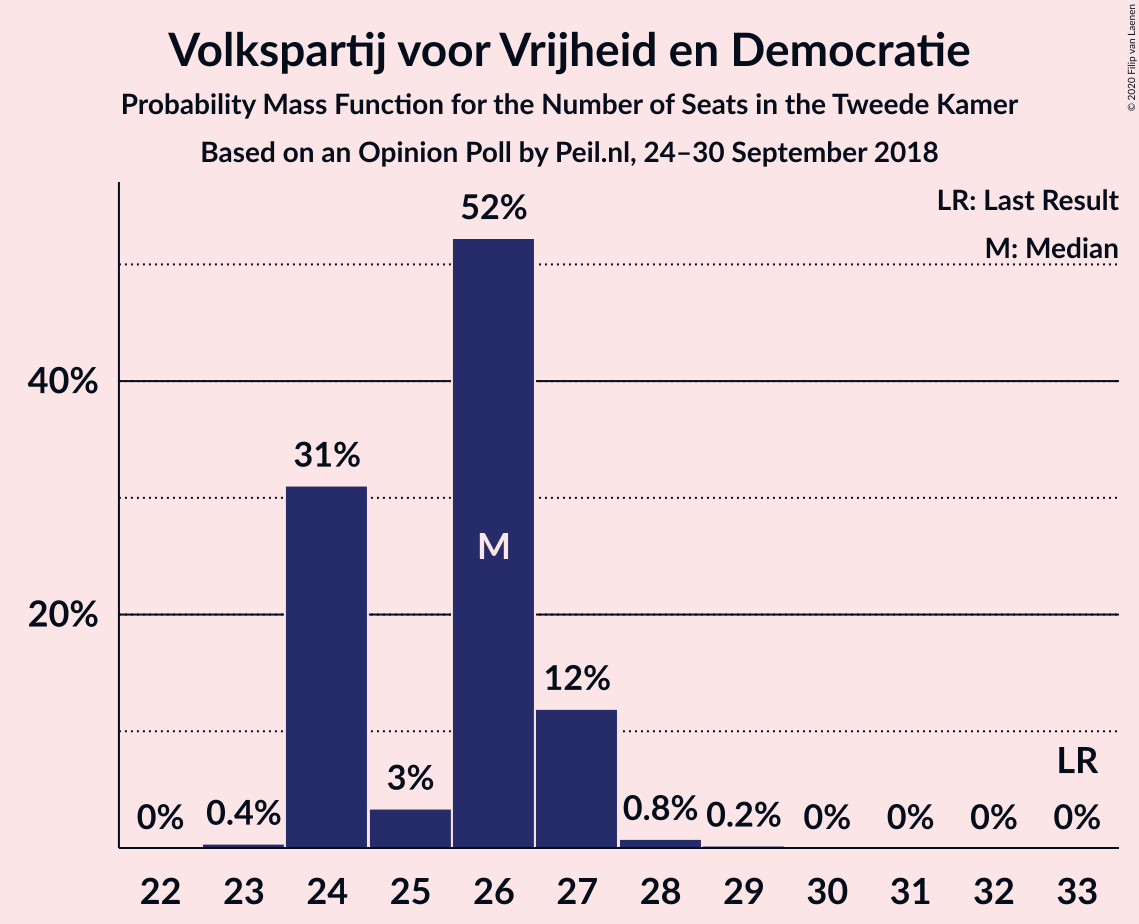 Volkspartij voor Vrijheid en Democratie
Probability Mass Function for the Number of Seats in the Tweede Kamer
Based on an Opinion Poll by Peil.nl, 24–30 September 2018
© 2020 Filip van Laenen
LR: Last Result
M: Median
52%
40%
31%
M
20%
12%
LR
0% 0.4% 3% 0.8% 0.2% 0% 0% 0% 0%
22 23 24 25 26 27 28 29 30 31 32 33